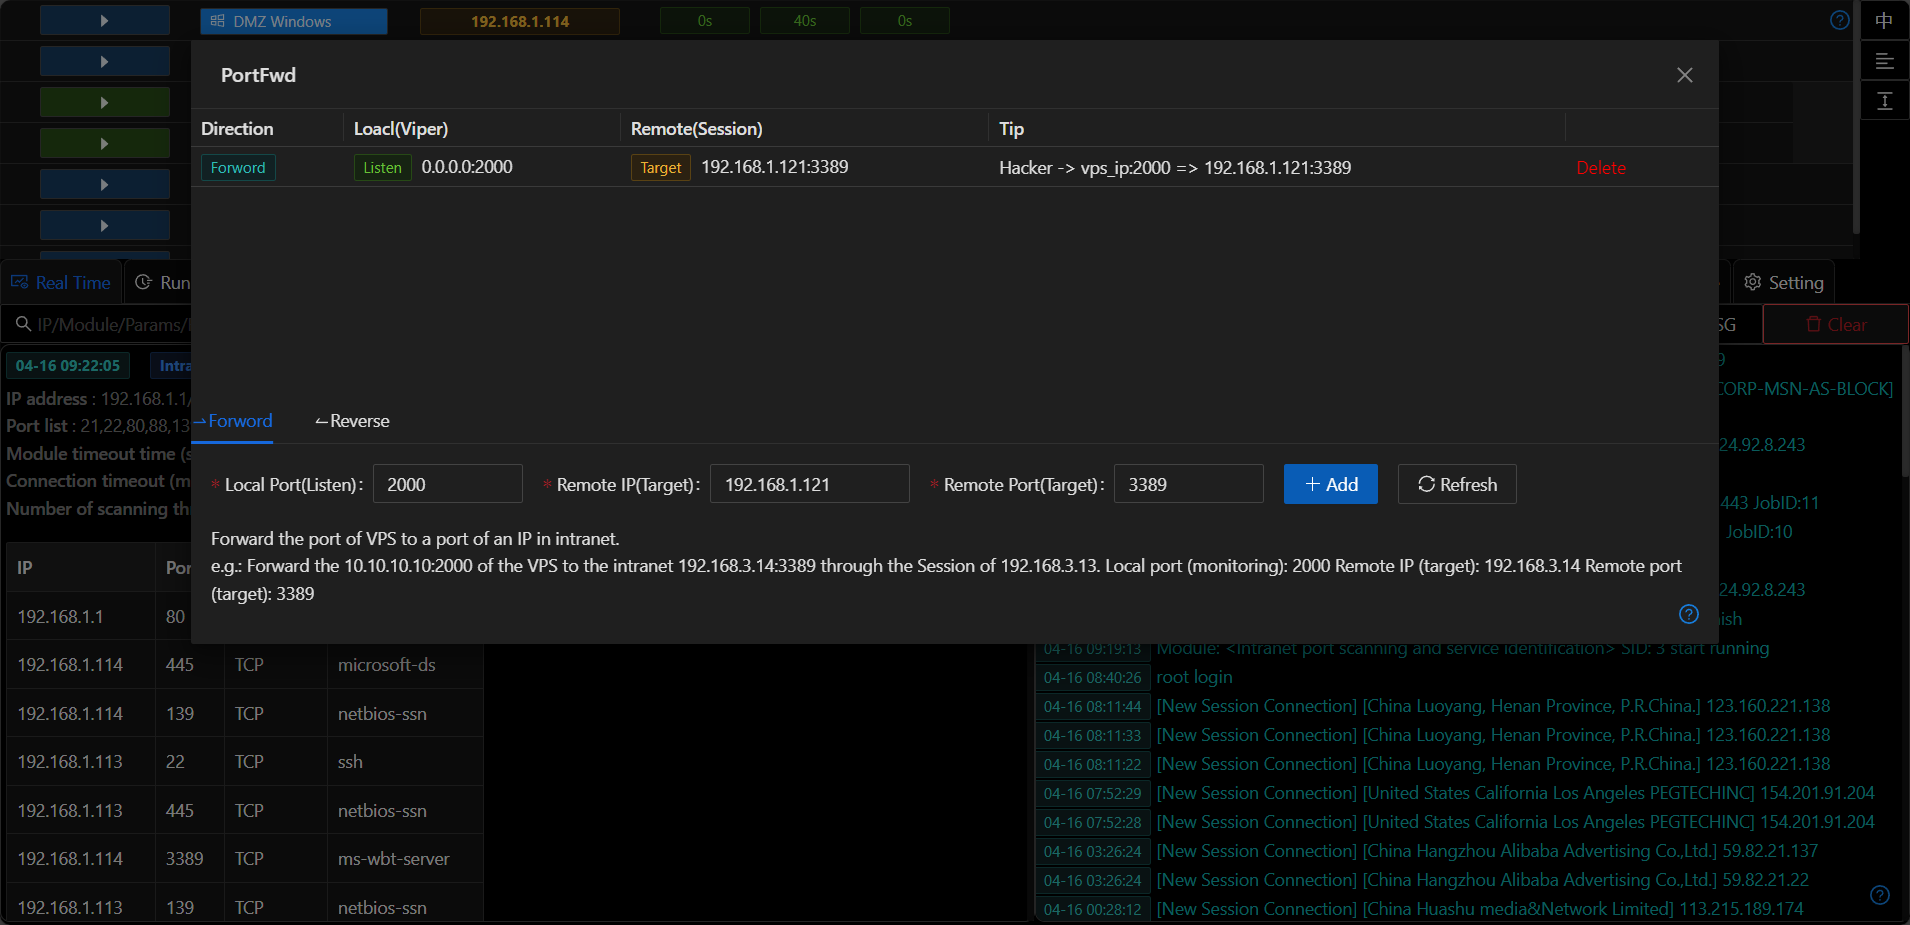 DMZ Windows 192.168.1.114 0s 40s 0s 中
PortFwd
Direction Loacl(Viper) Remote(Session) Tip
Forword Listen 0.0.0.0:2000 Target 192.168.1.121:3389 Hacker -> vps_ip:2000 => 192.168.1.121:3389 Delete
Real Time Run Setting
IP/Module/Params/ SG Clear
04-16 09:22:05 Intra 9
IP address : 192.168.1.1/ CORP-MSN-AS-BLOCK]
Port list : 21,22,80,88,13
→Forword ←Reverse
24.92.8.243
Module timeout time (s
Connection timeout (m
* Local Port(Listen): 2000 * Remote IP(Target): 192.168.1.121 * Remote Port(Target): 3389 + Add Refresh
Number of scanning th
443 JobID:11
JobID:10
Forward the port of VPS to a port of an IP in intranet.
e.g.: Forward the 10.10.10.10:2000 of the VPS to the intranet 192.168.3.14:3389 through the Session of 192.168.3.13. Local port (monitoring): 2000 Remote IP (target): 192.168.3.14 Remote port
(target): 3389
24.92.8.243
ish
IP Por
192.168.1.1 80
192.168.1.114 445 TCP microsoft-ds
192.168.1.114 139 TCP netbios-ssn
192.168.1.113 22 TCP ssh
192.168.1.113 445 TCP netbios-ssn
192.168.1.114 3389 TCP ms-wbt-server
192.168.1.113 139 TCP netbios-ssn
04-16 09:19:13 Module: <Intranet port scanning and service identification> SID: 3 start running
04-16 08:40:26 root login
04-16 08:11:44 [New Session Connection] [China Luoyang, Henan Province, P.R.China.] 123.160.221.138
04-16 08:11:33 [New Session Connection] [China Luoyang, Henan Province, P.R.China.] 123.160.221.138
04-16 08:11:22 [New Session Connection] [China Luoyang, Henan Province, P.R.China.] 123.160.221.138
04-16 07:52:29 [New Session Connection] [United States California Los Angeles PEGTECHINC] 154.201.91.204
04-16 07:52:28 [New Session Connection] [United States California Los Angeles PEGTECHINC] 154.201.91.204
04-16 03:26:24 [New Session Connection] [China Hangzhou Alibaba Advertising Co.,Ltd.] 59.82.21.137
04-16 03:26:24 [New Session Connection] [China Hangzhou Alibaba Advertising Co.,Ltd.] 59.82.21.22
04-16 00:28:12 [New Session Connection] [China Huashu media&Network Limited] 113.215.189.174